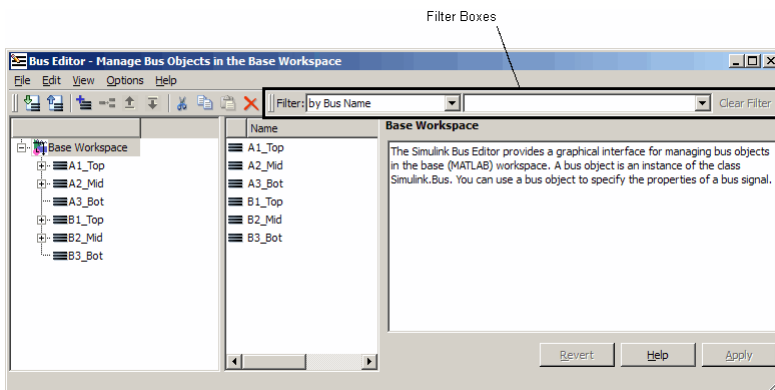 Filter Boxes
Bus Editor - Manage Bus Objects in the Base Workspace
File Edit View Options Help
Filter: by Bus Name Clear Filter
Base Workspace
A1_Top
A2_Mid
A3_Bot
B1_Top
B2_Mid
B3_Bot
Name
A1_Top
A2_Mid
A3_Bot
B1_Top
B2_Mid
B3_Bot
Base Workspace
The Simulink Bus Editor provides a graphical interface for managing bus objects
in the base (MATLAB) workspace. A bus object is an instance of the class
Simulink.Bus. You can use a bus object to specify the properties of a bus signal.
Revert Help Apply